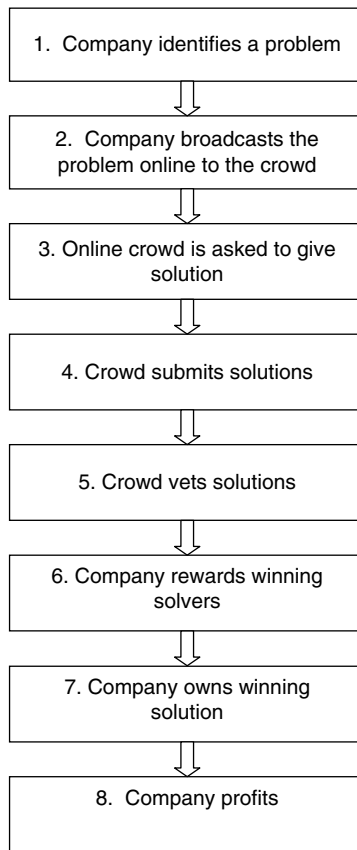 1. Company identifies a problem
2. Company broadcasts the
problem online to the crowd
3. Online crowd is asked to give
solution
4. Crowd submits solutions
5. Crowd vets solutions
6. Company rewards winning
solvers
7. Company owns winning
solution
8. Company profits